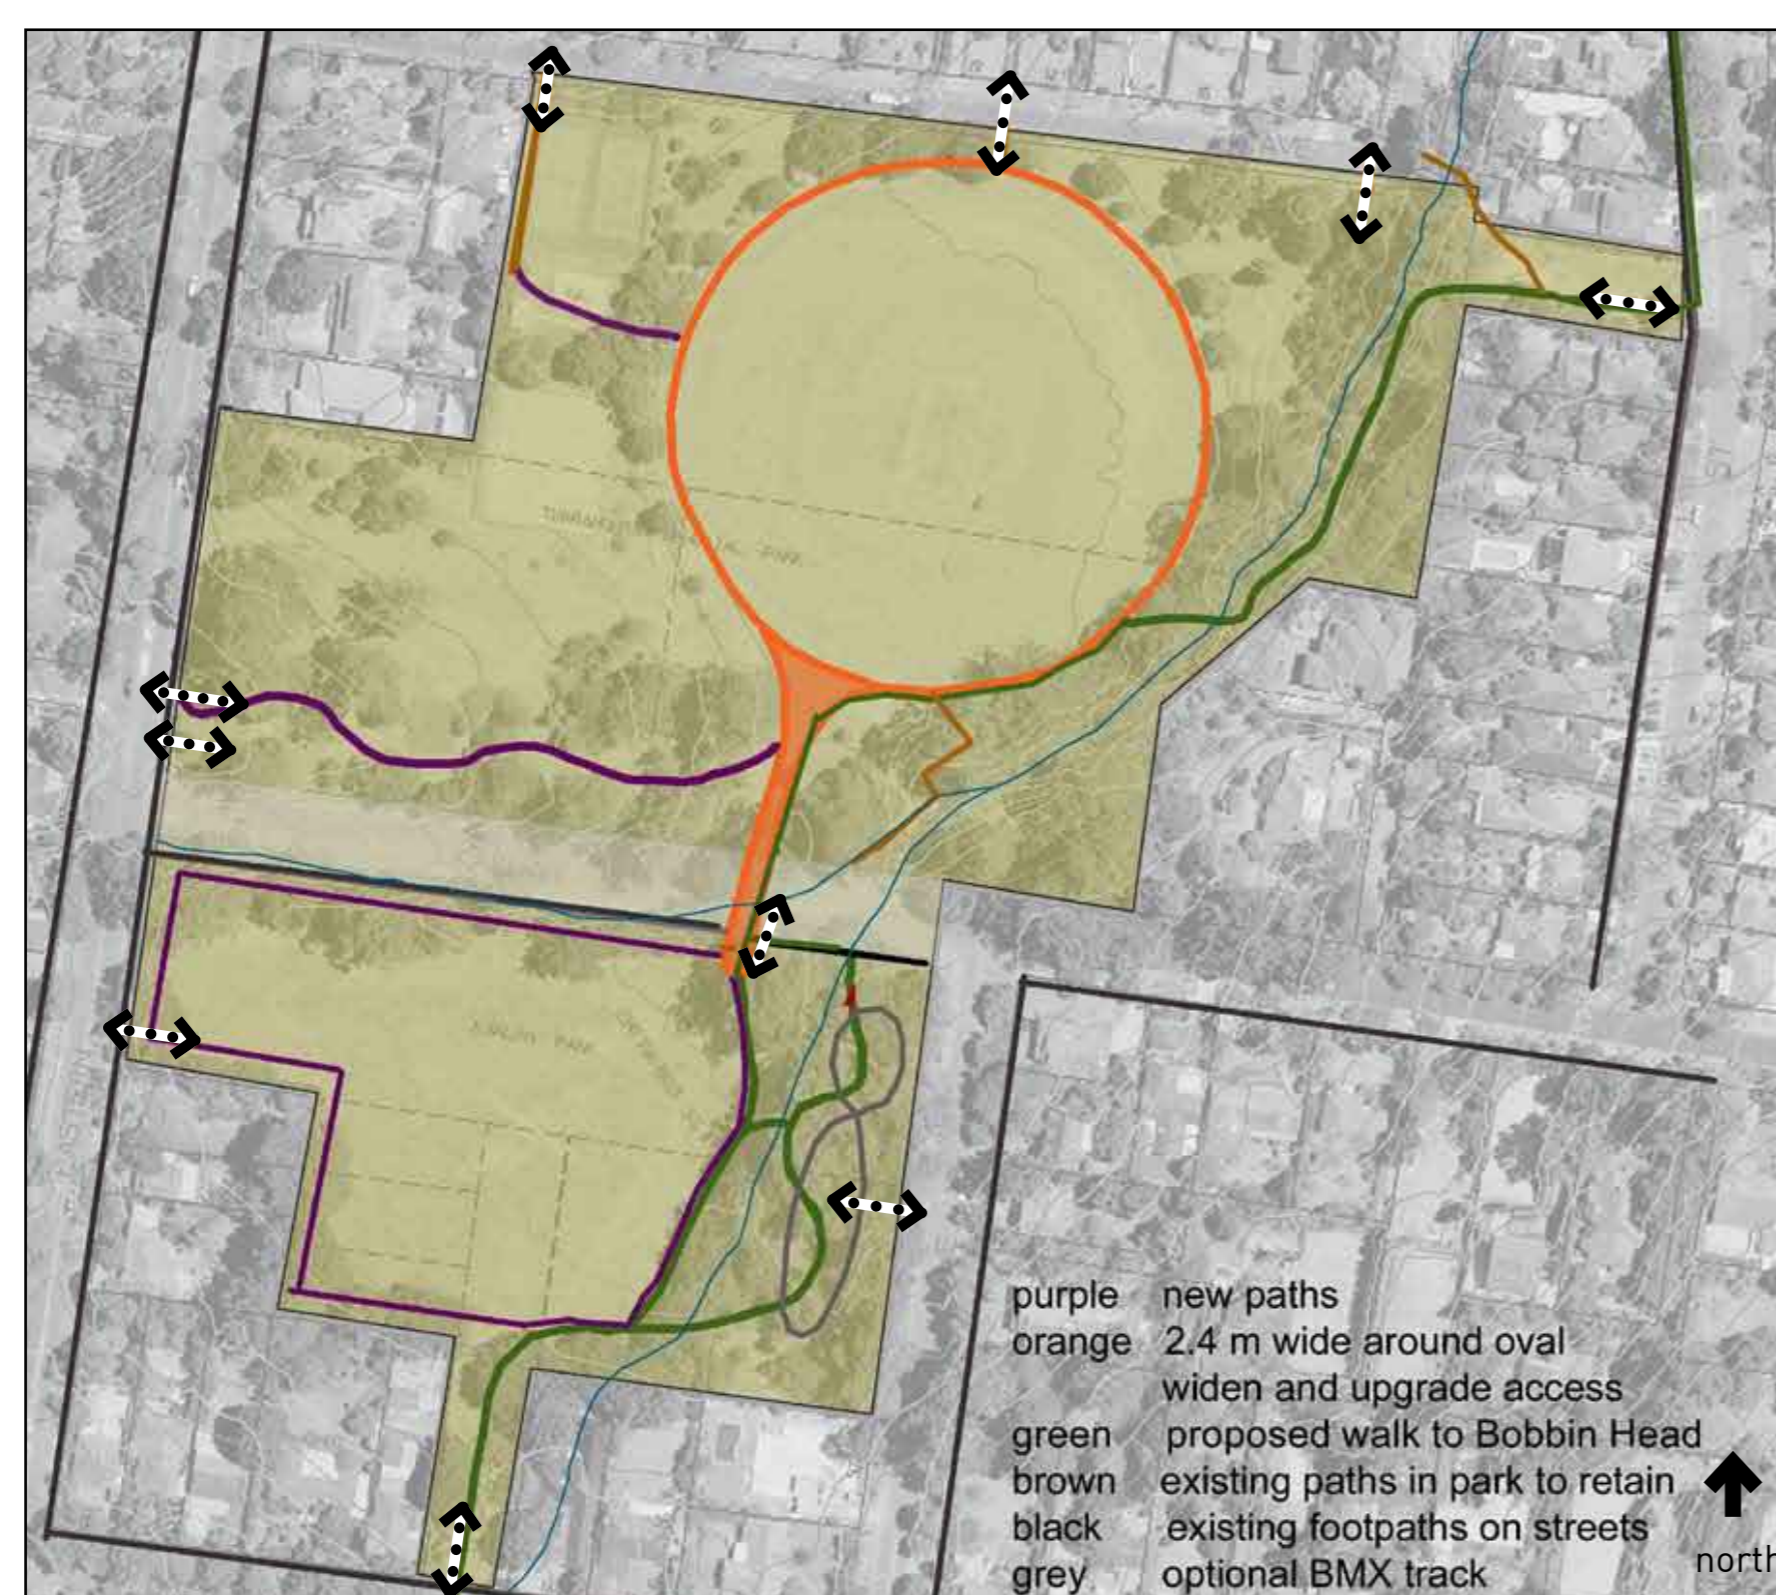 purple new paths
orange 2.4 m wide around oval
widen and upgrade access
green proposed walk to Bobbin Head
brown existing paths in park to retain
black existing footpaths on streets
grey optional BMX track
north